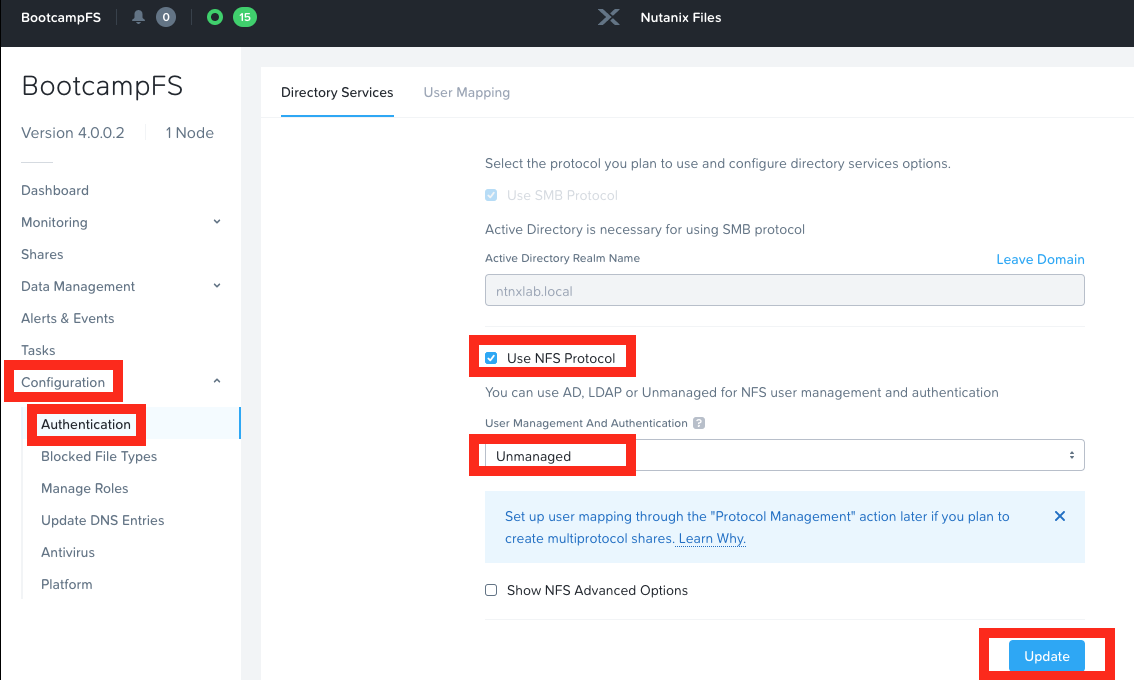 BootcampFS 0 15 Nutanix Files
BootcampFS
Version 4.0.0.2 1 Node
Dashboard
Monitoring
Shares
Data Management
Alerts & Events
Tasks
Configuration
Authentication
Blocked File Types
Manage Roles
Update DNS Entries
Antivirus
Platform
Directory Services User Mapping
Select the protocol you plan to use and configure directory services options.
Use SMB Protocol
Active Directory is necessary for using SMB protocol
Active Directory Realm Name Leave Domain
ntnxlab.local
Use NFS Protocol
You can use AD, LDAP or Unmanaged for NFS user management and authentication
User Management And Authentication ?
Unmanaged
Set up user mapping through the "Protocol Management" action later if you plan to
create multiprotocol shares. Learn Why.
Show NFS Advanced Options
Update